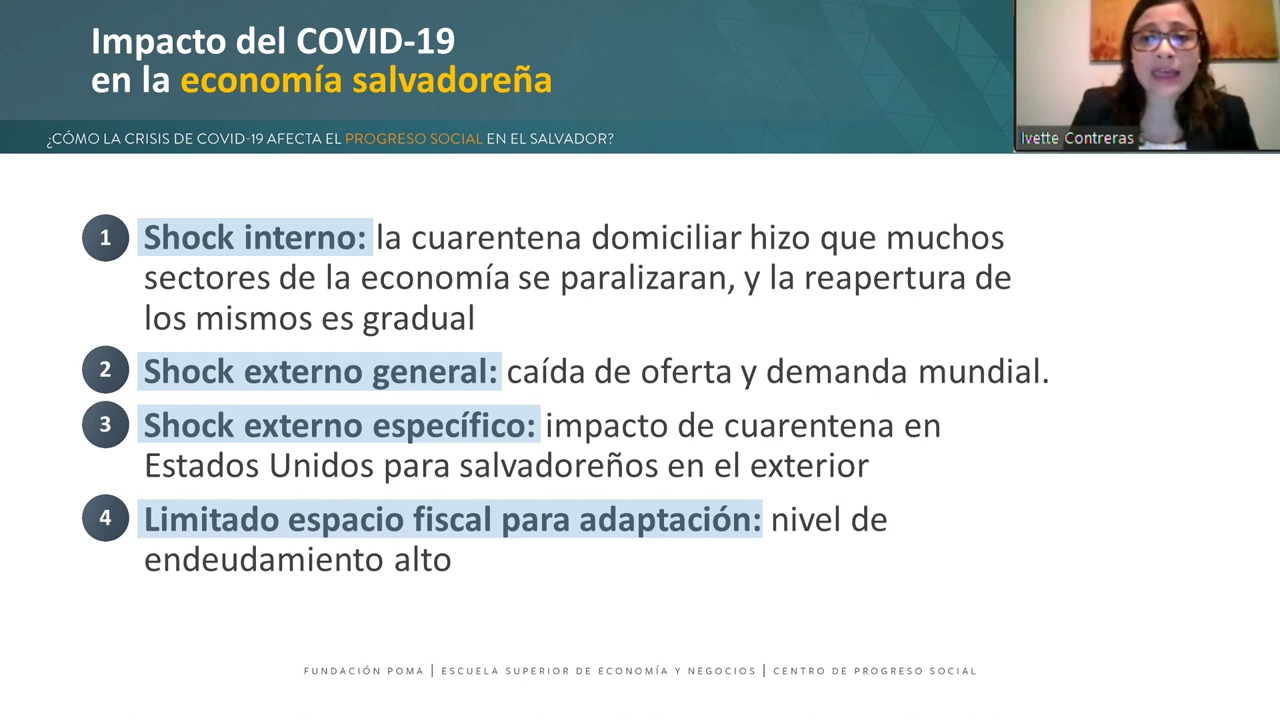 Impacto del COVID-19
en la economía salvadoreña
¿CÓMO LA CRISIS DE COVID-19 AFECTA EL PROGRESO SOCIAL EN EL SALVADOR?
Ivette Contreras
1 Shock interno: la cuarentena domiciliar hizo que muchos
sectores de la economía se paralizaran, y la reapertura de
los mismos es gradual
2 Shock externo general: caída de oferta y demanda mundial.
3 Shock externo específico: impacto de cuarentena en
Estados Unidos para salvadoreños en el exterior
4 Limitado espacio fiscal para adaptación: nivel de
endeudamiento alto
FUNDACIÓN POMA | ESCUELA SUPERIOR DE ECONOMÍA Y NEGOCIOS | CENTRO DE PROGRESO SOCIAL